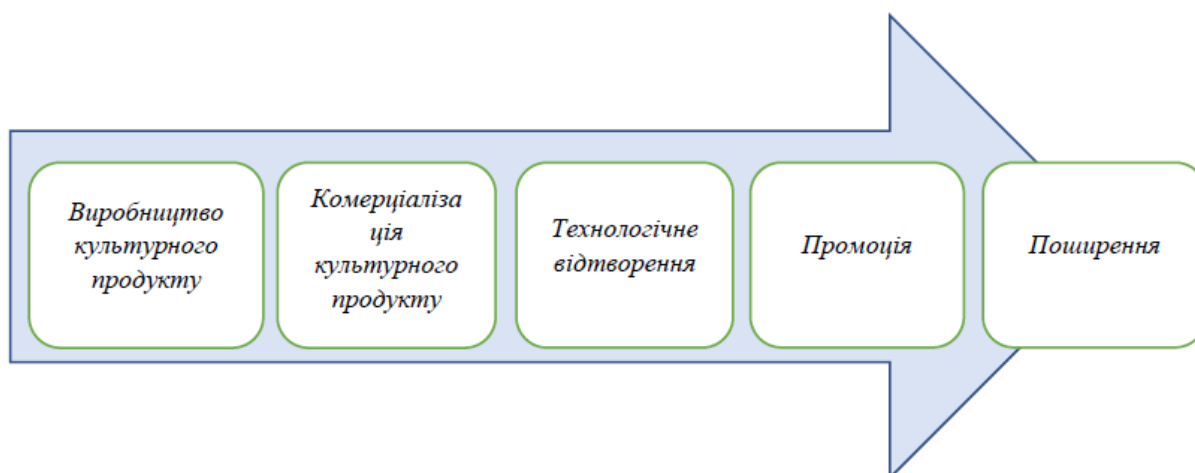 Виробництво
культурного
продукту
Комерціаліза
ція
культурного
продукту
Технологічне
відтворення
Промоція
Поширення